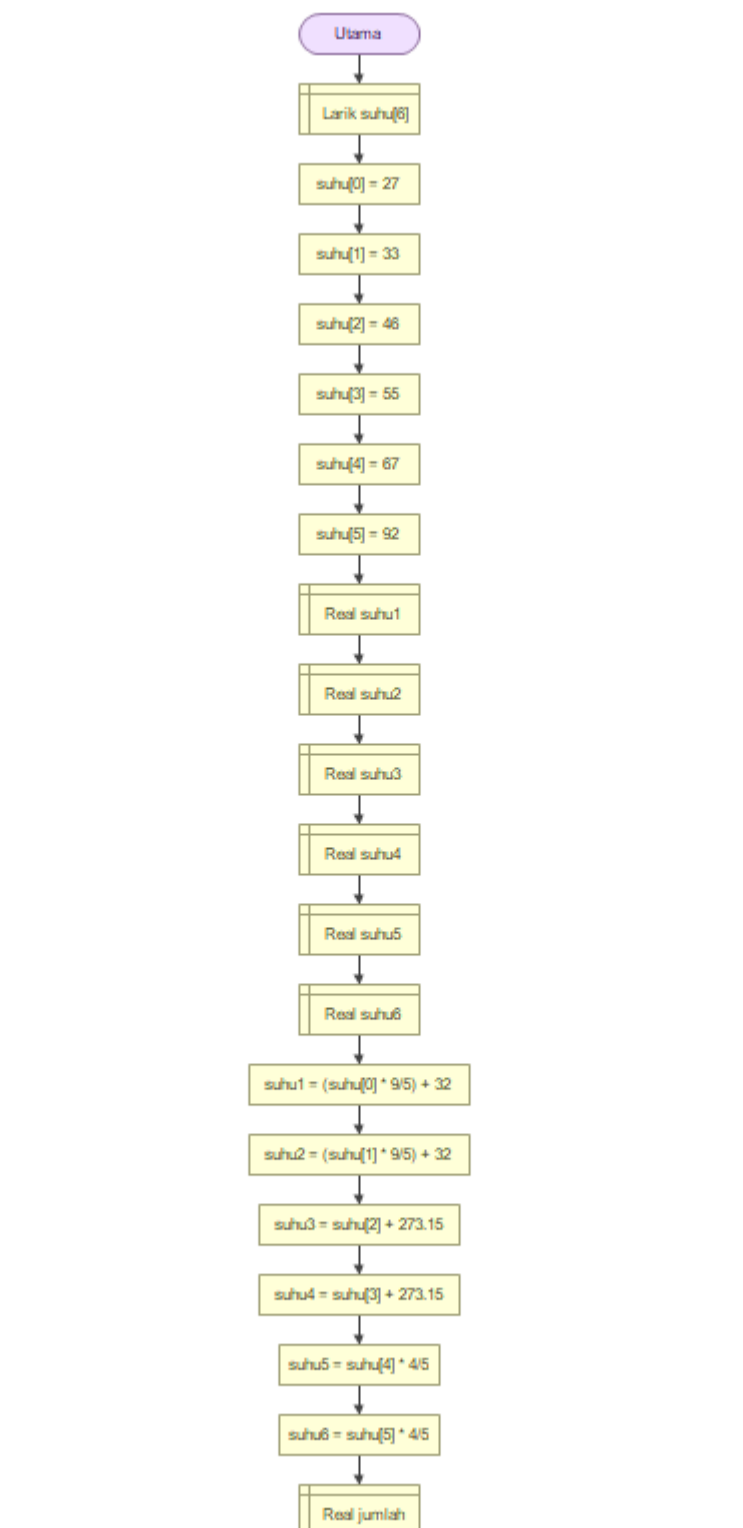 Utama
Larik suhu[6]
suhu[0] = 27
suhu[1] = 33
suhu[2] = 46
suhu[3] = 55
suhu[4] = 67
suhu[5] = 92
Real suhu1
Real suhu2
Real suhu3
Real suhu4
Real suhu5
Real suhu6
suhu1 = (suhu[0] * 9/5) + 32
suhu2 = (suhu[1] * 9/5) + 32
suhu3 = suhu[2] + 273.15
suhu4 = suhu[3] + 273.15
suhu5 = suhu[4] * 4/5
suhu6 = suhu[5] * 4/5
Real jumlah